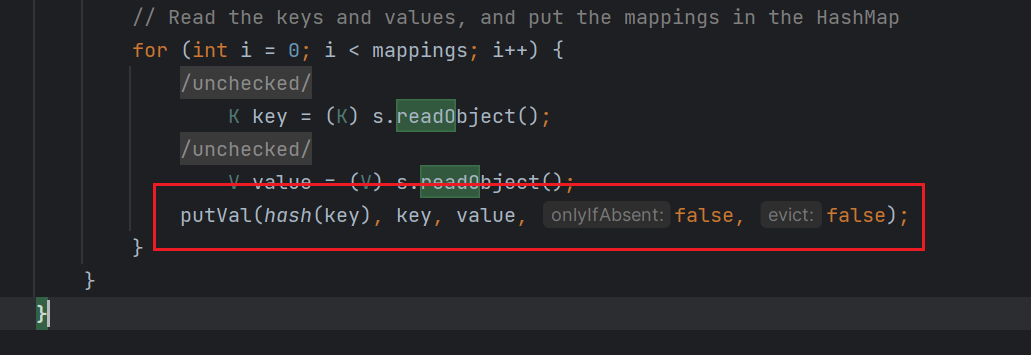 // Read the keys and values, and put the mappings in the HashMap
for (int i = 0; i < mappings; i++) {
/unchecked/
K key = (K) s.readObject();
/unchecked/
V value = (V) s.readObject();
putVal(hash(key), key, value, onlyIfAbsent: false, evict: false);
}
}
}